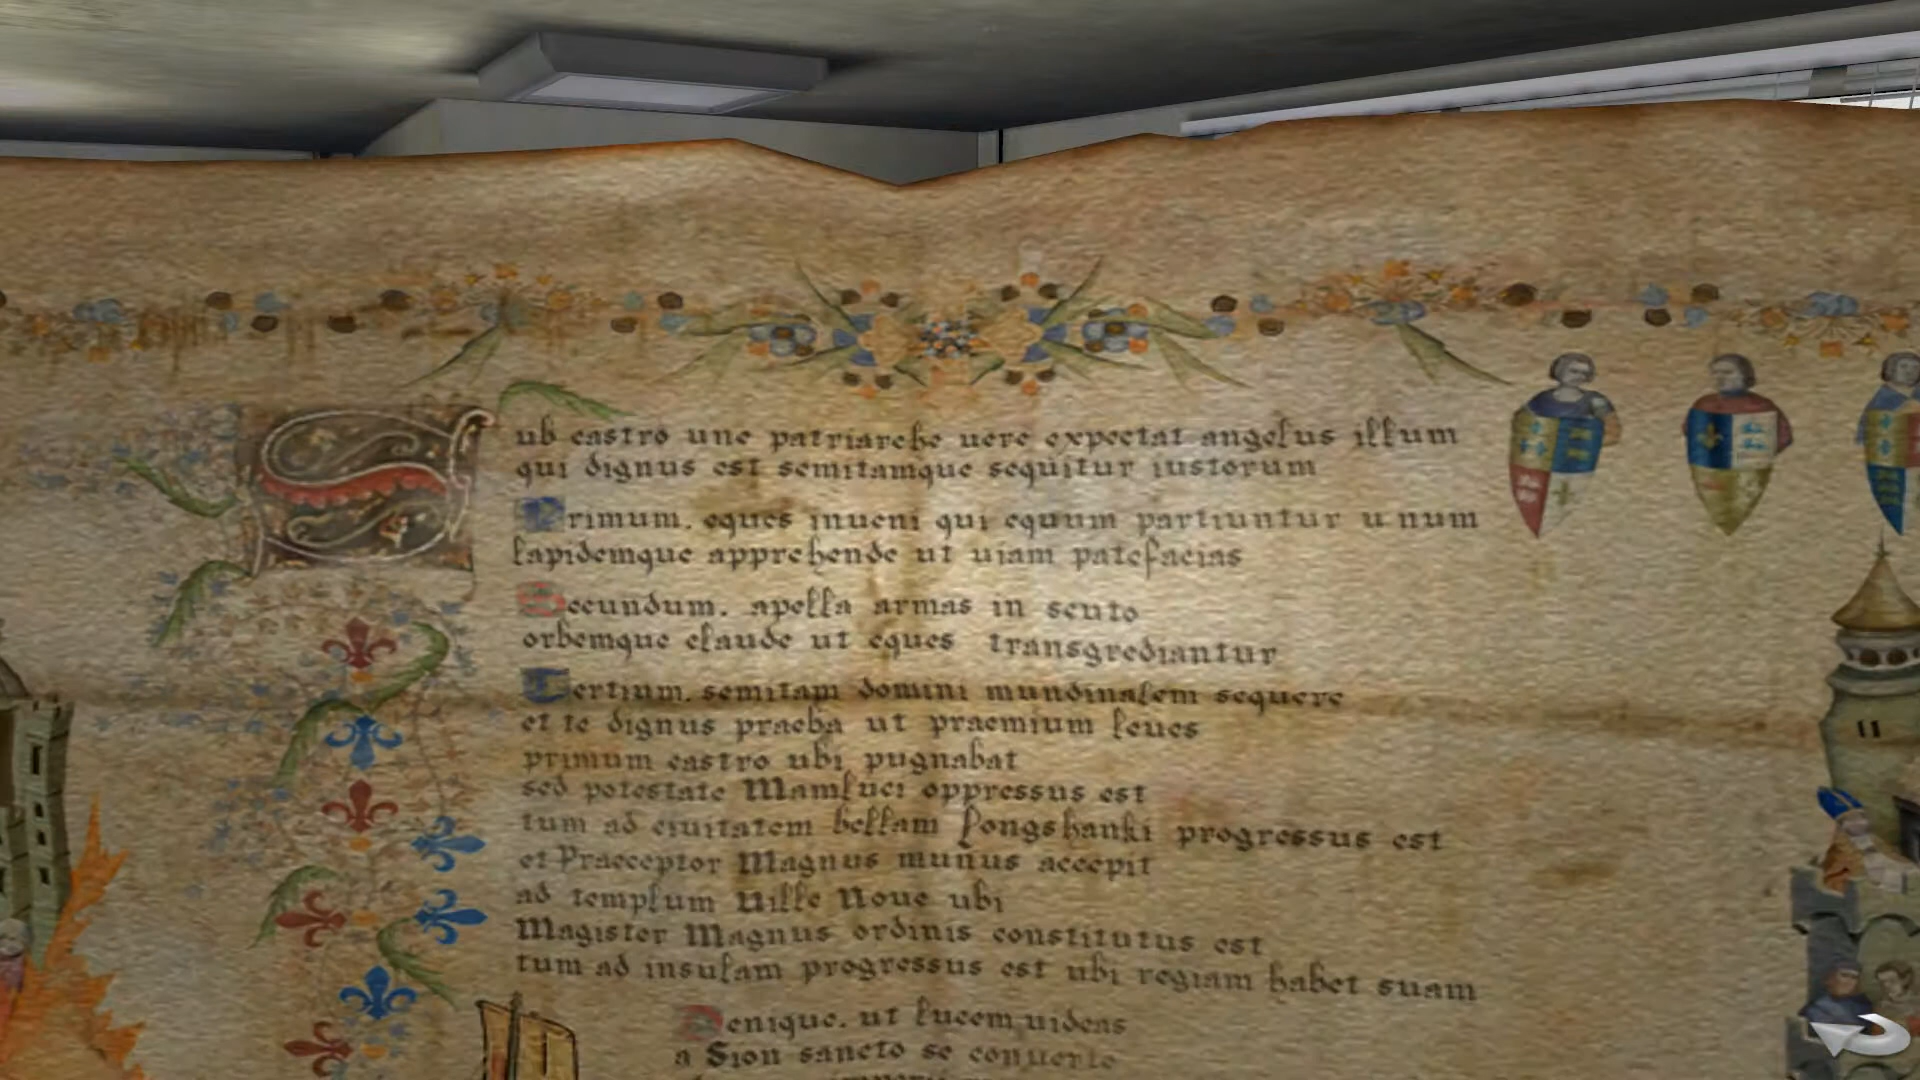 Sub castro une patriarche uere expectat angelus illum
qui dignus est semitamque sequitur iustorum
Primum. eques inueni qui equum partiuntur unum
lapidemque apprehende ut uiam patefacias
Secundum. apella armas in scuto
orbemque claude ut eques transgrediantur
Tertium. semitam domini mundinalem sequere
et te dignus praeba ut praemium leues
primum castro ubi pugnabat
sed potestate Mamluci oppressus est
tum ad ciuitatem bellam Longshanki progressus est
et Praeceptor Magnus munus accepit
ad templum Nille Noue ubi
Magister Magnus ordinis constitutus est
tum ad insulam progressus est ubi regiam habet suam
Denique. ut lucem uideas
a Sion sancto se conuerte